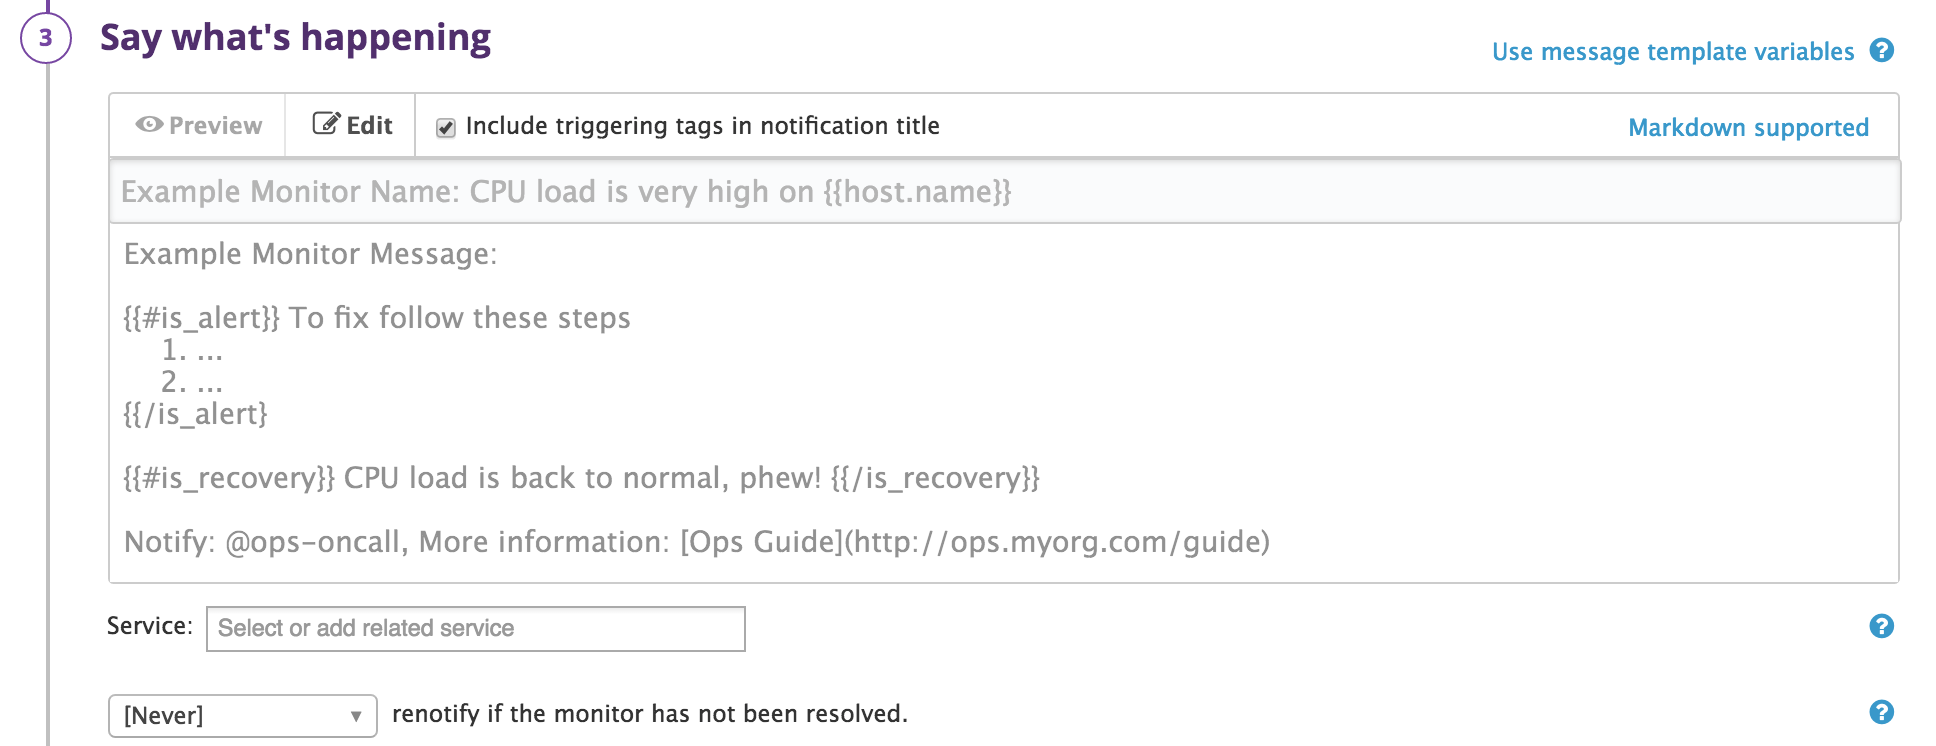 3
Say what's happening
Use message template variables ?
Preview Edit Include triggering tags in notification title Markdown supported
Example Monitor Name: CPU load is very high on {{host.name}}
Example Monitor Message:
{{#is_alert}} To fix follow these steps
1. ...
2. ...
{{/is_alert}
{{#is_recovery}} CPU load is back to normal, phew! {{/is_recovery}}
Notify: @ops-oncall, More information: [Ops Guide](http://ops.myorg.com/guide)
Service: Select or add related service ?
[Never] renotify if the monitor has not been resolved. ?